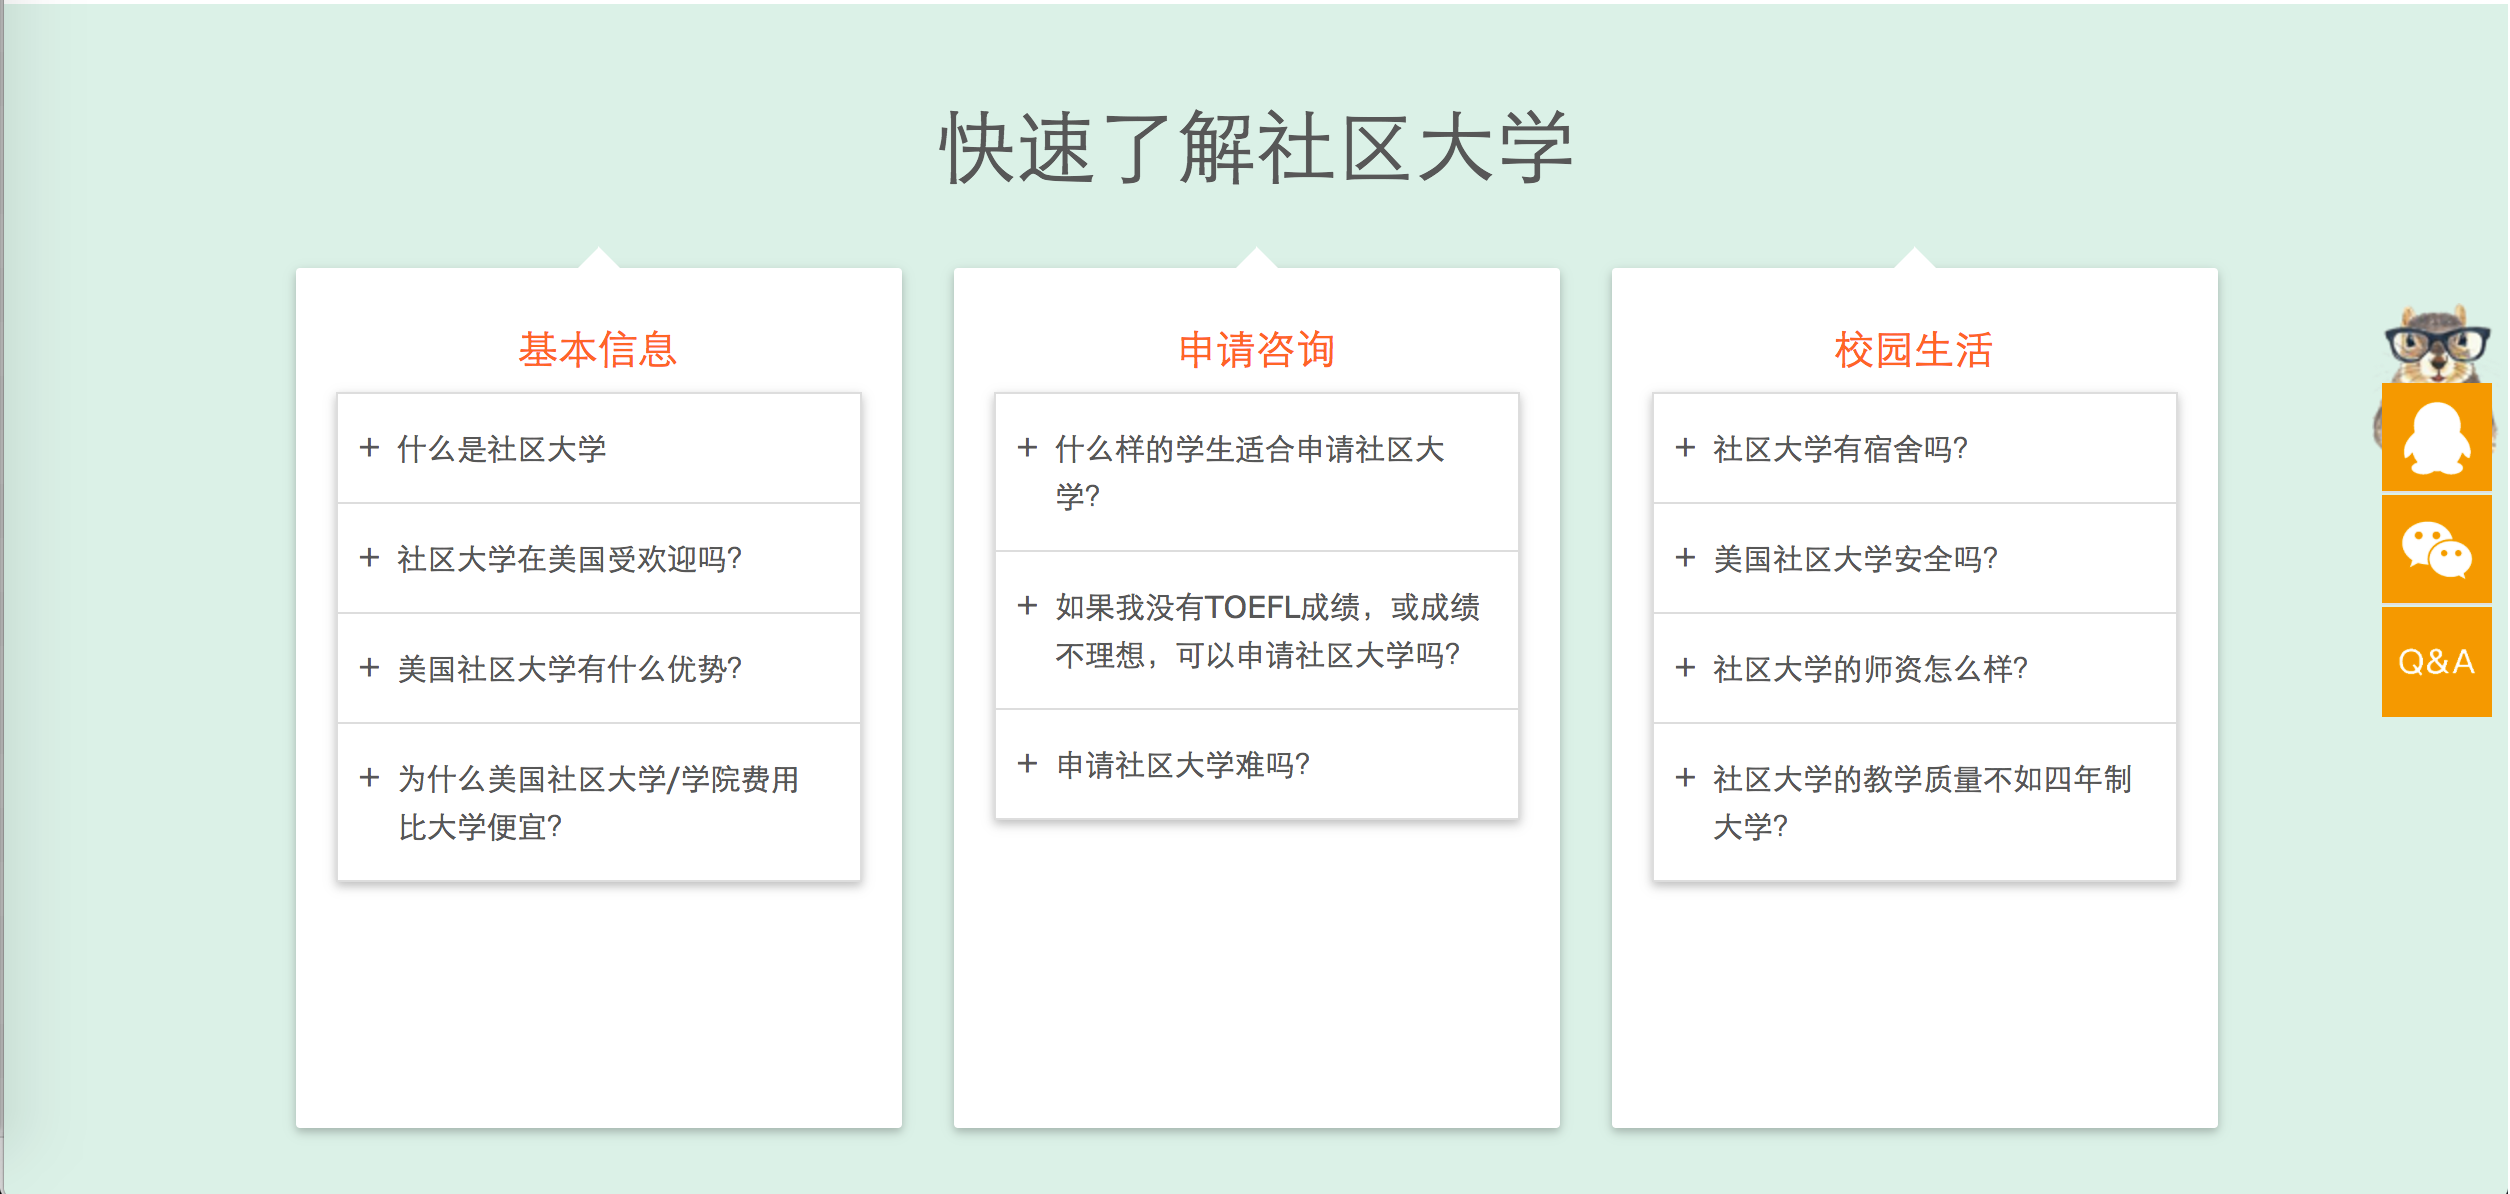 快速了解社区大学
基本信息
+ 什么是社区大学
+ 社区大学在美国受欢迎吗?
+ 美国社区大学有什么优势?
+ 为什么美国社区大学/学院费用
比大学便宜?
申请咨询
+ 什么样的学生适合申请社区大
学?
+ 如果我没有TOEFL成绩，或成绩
不理想，可以申请社区大学吗?
+ 申请社区大学难吗?
校园生活
+ 社区大学有宿舍吗?
+ 美国社区大学安全吗?
+ 社区大学的师资怎么样?
+ 社区大学的教学质量不如四年制
大学?
Q&A